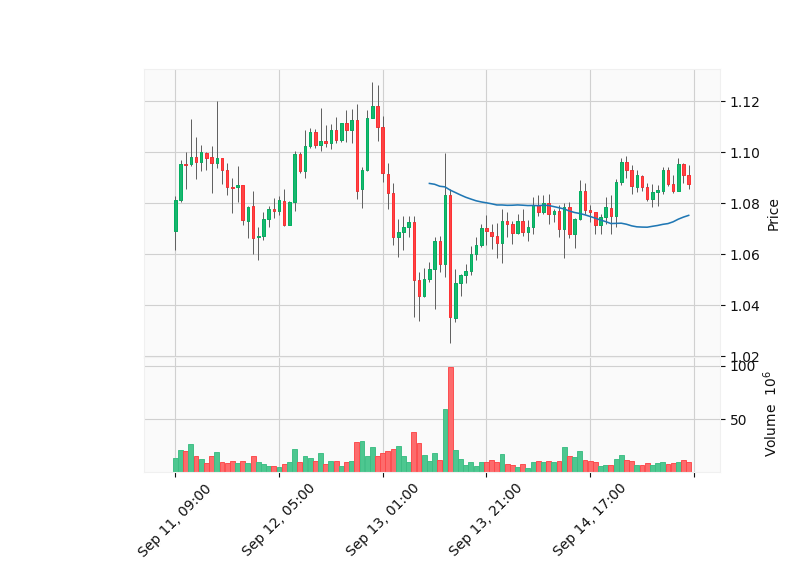 1.12
1.10
1.08
1.06
1.04
1.02
Price
100
50
Volume 10^6
Sep 11, 09:00
Sep 12, 05:00
Sep 13, 01:00
Sep 13, 21:00
Sep 14, 17:00